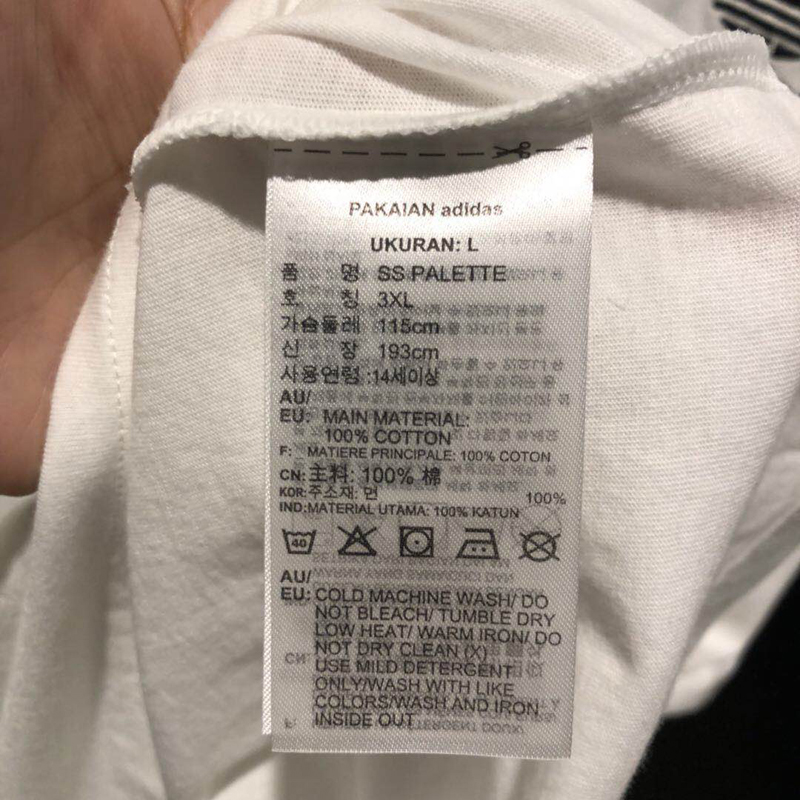 PAKAIAN adidas
UKURAN: L
품 명 SS PALETTE
호 칭 3XL
가슴둘레 115cm
신 장 193cm
사용연령 :14세이상
AU/
EU: MAIN MATERIAL:
100% COTTON
F: MATIERE PRINCIPALE: 100% COTON
CN: 主料: 100% 棉
KOR:주소재: 면 100%
IND:MATERIAL UTAMA: 100% KATUN
40
AU/
EU: COLD MACHINE WASH/ DO
NOT BLEACH/ TUMBLE DRY
LOW HEAT/ WARM IRON/ DO
NOT DRY CLEAN (X)
USE MILD DETERGENT
ONLY/WASH WITH LIKE
COLORS/WASH AND IRON
INSIDE OUT